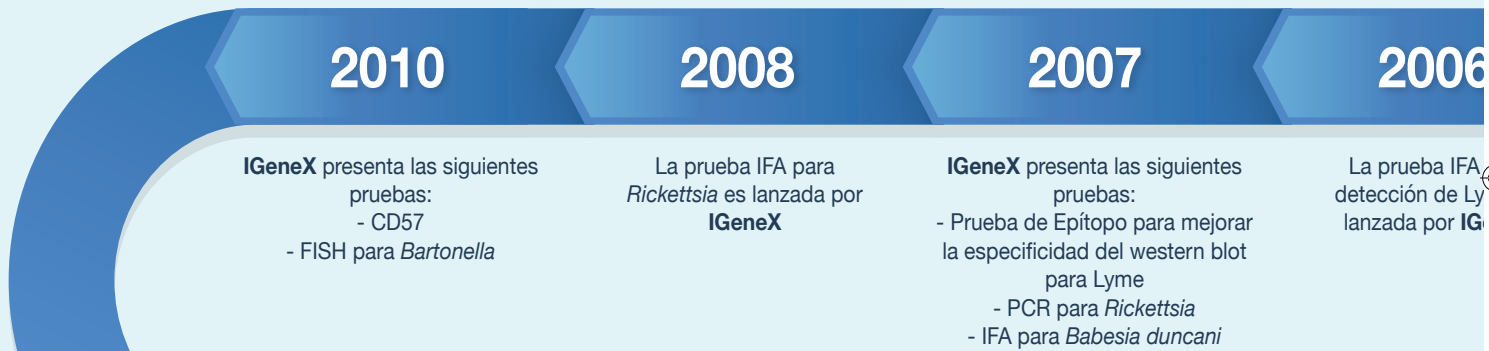 2010
2008
2007
2006
IGeneX presenta las siguientes
pruebas:
- CD57
- FISH para Bartonella
La prueba IFA para
Rickettsia es lanzada por
IGeneX
IGeneX presenta las siguientes
pruebas:
- Prueba de Epítopo para mejorar
la especificidad del western blot
para Lyme
- PCR para Rickettsia
- IFA para Babesia duncani
La prueba IFA
detección de
lanzada por